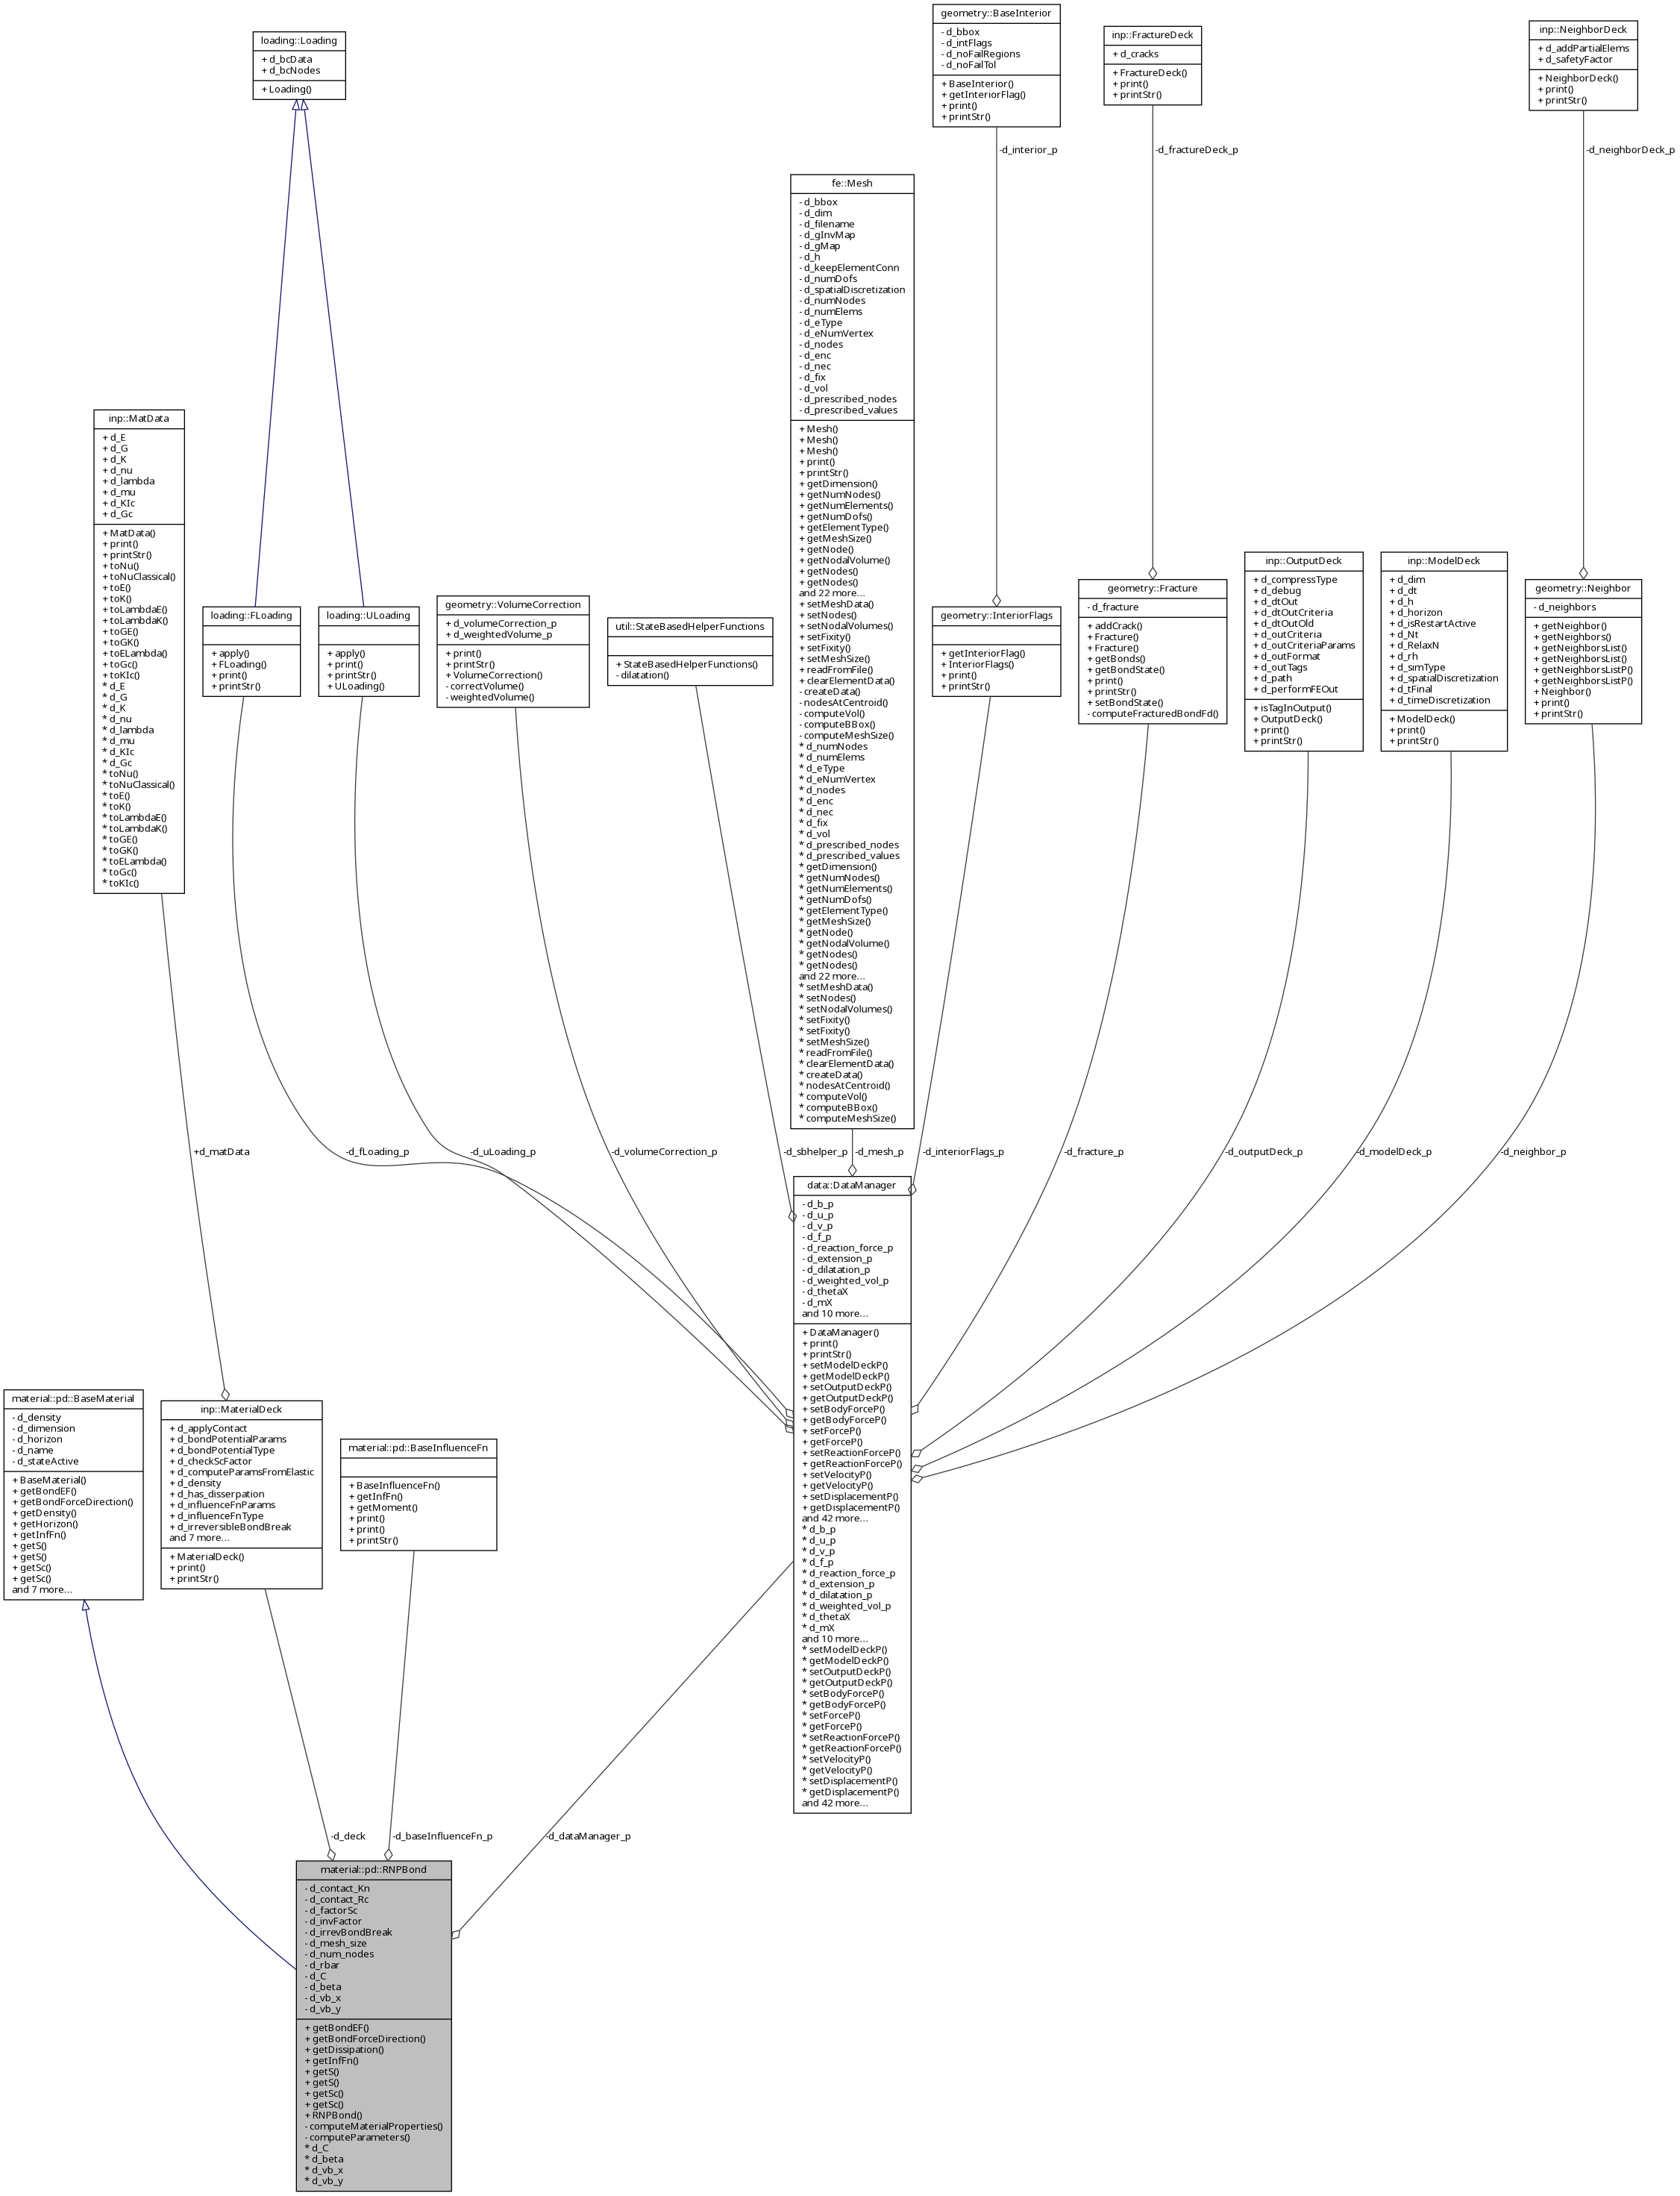 geometry::BaseInterior
- d_bbox
- d_intFlags
- d_noFailRegions
- d_noFailTol
+ BaseInterior()
+ getInteriorFlag()
+ print()
+ printStr()
inp::FractureDeck
+ d_cracks
+ FractureDeck()
+ print()
+ printStr()
inp::NeighborDeck
+ d_addPartialElems
+ d_safetyFactor
+ NeighborDeck()
+ print()
+ printStr()
loading::Loading
+ d_bcData
+ d_bcNodes
+ Loading()
-d_interior_p
-d_fractureDeck_p
-d_neighborDeck_p
fe::Mesh
- d_bbox
- d_dim
- d_filename
- d_gInvMap
- d_gMap
- d_h
- d_keepElementConn
- d_numDofs
- d_spatialDiscretization
- d_numNodes
- d_numElems
- d_eType
- d_eNumVertex
- d_nodes
- d_enc
- d_nec
- d_fix
- d_vol
- d_prescribed_nodes
- d_prescribed_values
+ Mesh()
+ Mesh()
+ Mesh()
+ print()
+ printStr()
+ getDimension()
+ getNumNodes()
+ getNumElements()
+ getNumDofs()
+ getElementType()
+ getMeshSize()
+ getNode()
+ getNodalVolume()
+ getNodes()
+ getNodes()
and 22 more...
+ setMeshData()
+ setNodes()
+ setNodalVolumes()
+ setFixity()
+ setFixity()
+ setMeshSize()
+ readFromFile()
+ clearElementData()
- createData()
- nodesAtCentroid()
- computeVol()
- computeBBox()
- computeMeshSize()
* d_numNodes
* d_numElems
* d_eType
* d_eNumVertex
* d_nodes
* d_enc
* d_nec
* d_fix
* d_vol
* d_prescribed_nodes
* d_prescribed_values
* getDimension()
* getNumNodes()
* getNumElements()
* getNumDofs()
* getElementType()
* getMeshSize()
* getNode()
* getNodalVolume()
* getNodes()
* getNodes()
and 22 more...
* setMeshData()
* setNodes()
* setNodalVolumes()
* setFixity()
* setFixity()
* setMeshSize()
* readFromFile()
* clearElementData()
* createData()
* nodesAtCentroid()
* computeVol()
* computeBBox()
* computeMeshSize()
inp::MatData
+ d_E
+ d_G
+ d_K
+ d_nu
+ d_lambda
+ d_mu
+ d_KIc
+ d_Gc
+ MatData()
+ print()
+ printStr()
+ toNu()
+ toNuClassical()
+ toE()
+ toK()
+ toLambdaE()
+ toLambdaK()
+ toGE()
+ toGK()
+ toELambda()
+ toGc()
+ toKIc()
* d_E
* d_G
* d_K
* d_nu
* d_lambda
* d_mu
* d_KIc
* d_Gc
* toNu()
* toNuClassical()
* toE()
* toK()
* toLambdaE()
* toLambdaK()
* toGE()
* toGK()
* toELambda()
* toGc()
* toKIc()
loading::FLoading
+ apply()
+ FLoading()
+ print()
+ printStr()
loading::ULoading
+ apply()
+ print()
+ printStr()
+ ULoading()
geometry::VolumeCorrection
+ d_volumeCorrection_p
+ d_weightedVolume_p
+ print()
+ printStr()
+ VolumeCorrection()
- correctVolume()
- weightedVolume()
util::StateBasedHelperFunctions
+ StateBasedHelperFunctions()
- dilatation()
geometry::InteriorFlags
+ getInteriorFlag()
+ InteriorFlags()
+ print()
+ printStr()
geometry::Fracture
- d_fracture
+ addCrack()
+ Fracture()
+ Fracture()
+ getBonds()
+ getBondState()
+ print()
+ printStr()
+ setBondState()
- computeFracturedBondFd()
inp::OutputDeck
+ d_compressType
+ d_debug
+ d_dtOut
+ d_dtOutCriteria
+ d_dtOutOld
+ d_outCriteria
+ d_outCriteriaParams
+ d_outFormat
+ d_outTags
+ d_path
+ d_performFEOut
+ isTagInOutput()
+ OutputDeck()
+ print()
+ printStr()
inp::ModelDeck
+ d_dim
+ d_dt
+ d_h
+ d_horizon
+ d_isRestartActive
+ d_Nt
+ d_RelaxN
+ d_rh
+ d_simType
+ d_spatialDiscretization
+ d_tFinal
+ d_timeDiscretization
+ ModelDeck()
+ print()
+ printStr()
geometry::Neighbor
- d_neighbors
+ getNeighbor()
+ getNeighbors()
+ getNeighborsList()
+ getNeighborsList()
+ getNeighborsListP()
+ getNeighborsListP()
+ Neighbor()
+ print()
+ printStr()
+d_matData
-d_fLoading_p
-d_uLoading_p
-d_volumeCorrection_p
-d_sbhelper_p
-d_mesh_p
-d_interiorFlags_p
-d_fracture_p
-d_outputDeck_p
-d_modelDeck_p
-d_neighbor_p
data::DataManager
- d_b_p
- d_u_p
- d_v_p
- d_f_p
- d_reaction_force_p
- d_extension_p
- d_dilatation_p
- d_weighted_vol_p
- d_thetaX
- d_mX
and 10 more...
+ DataManager()
+ print()
+ printStr()
+ setModelDeckP()
+ getModelDeckP()
+ setOutputDeckP()
+ getOutputDeckP()
+ setBodyForceP()
+ getBodyForceP()
+ setForceP()
+ getForceP()
+ setReactionForceP()
+ getReactionForceP()
+ setVelocityP()
+ getVelocityP()
+ setDisplacementP()
+ getDisplacementP()
and 42 more...
* d_b_p
* d_u_p
* d_v_p
* d_f_p
* d_reaction_force_p
* d_extension_p
* d_dilatation_p
* d_weighted_vol_p
* d_thetaX
* d_mX
and 10 more...
* setModelDeckP()
* getModelDeckP()
* setOutputDeckP()
* getOutputDeckP()
* setBodyForceP()
* getBodyForceP()
* setForceP()
* getForceP()
* setReactionForceP()
* getReactionForceP()
* setVelocityP()
* getVelocityP()
* setDisplacementP()
* getDisplacementP()
and 42 more...
material::pd::BaseMaterial
- d_density
- d_dimension
- d_horizon
- d_name
- d_stateActive
+ BaseMaterial()
+ getBondEF()
+ getBondForceDirection()
+ getDensity()
+ getHorizon()
+ getInfFn()
+ getS()
+ getS()
+ getSc()
+ getSc()
and 7 more...
inp::MaterialDeck
+ d_applyContact
+ d_bondPotentialParams
+ d_bondPotentialType
+ d_checkScFactor
+ d_computeParamsFromElastic
+ d_density
+ d_has_disserpation
+ d_influenceFnParams
+ d_influenceFnType
+ d_irreversibleBondBreak
and 7 more...
+ MaterialDeck()
+ print()
+ printStr()
material::pd::BaseInfluenceFn
+ BaseInfluenceFn()
+ getInfFn()
+ getMoment()
+ print()
+ print()
+ printStr()
-d_deck
-d_baseInfluenceFn_p
-d_dataManager_p
material::pd::RNPBond
- d_contact_Kn
- d_contact_Rc
- d_factorSc
- d_invFactor
- d_irrevBondBreak
- d_mesh_size
- d_num_nodes
- d_rbar
- d_C
- d_beta
- d_vb_x
- d_vb_y
+ getBondEF()
+ getBondForceDirection()
+ getDissipation()
+ getInfFn()
+ getS()
+ getS()
+ getSc()
+ getSc()
+ RNPBond()
- computeMaterialProperties()
- computeParameters()
* d_C
* d_beta
* d_vb_x
* d_vb_y